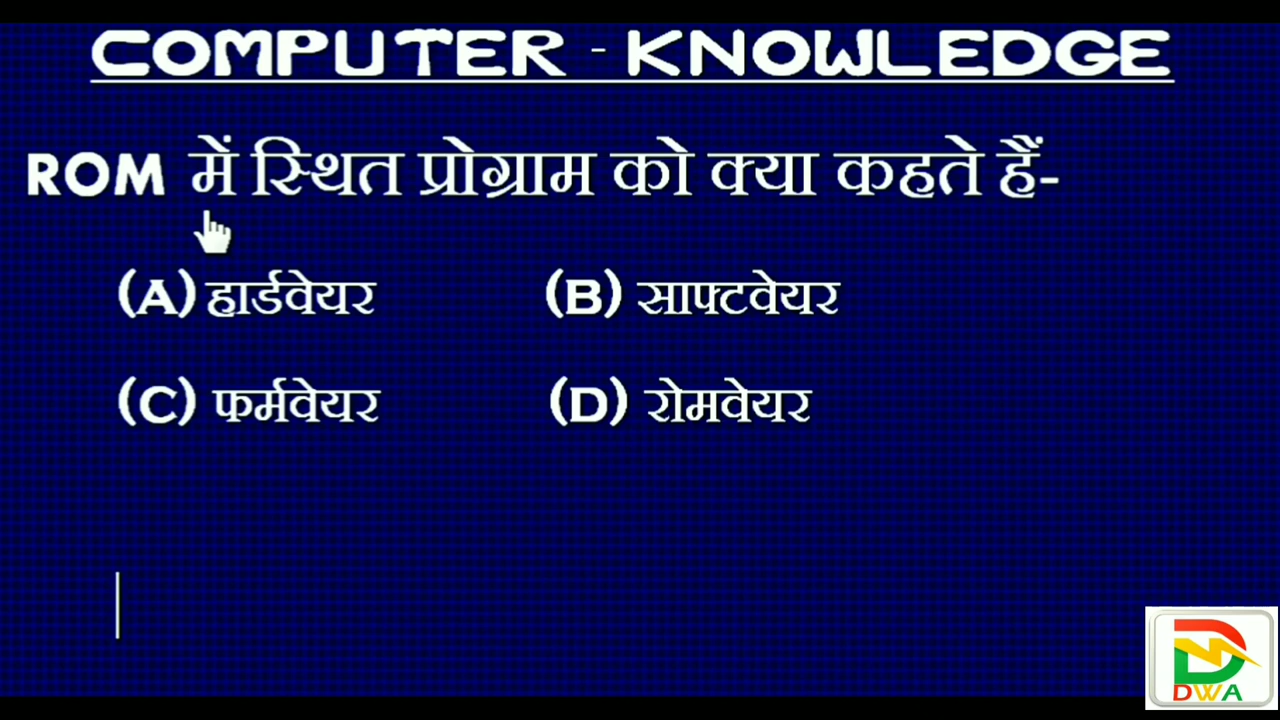 COMPUTER - KNOWLEDGE
ROM में स्थित प्रोग्राम को क्या कहते हैं-
(A) हार्डवेयर (B) साफ्टवेयर
(C) फर्मवेयर (D) रोमवेयर
DWA